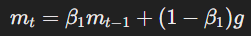 m_t = β_1 m_{t−1} + (1 − β_1)g